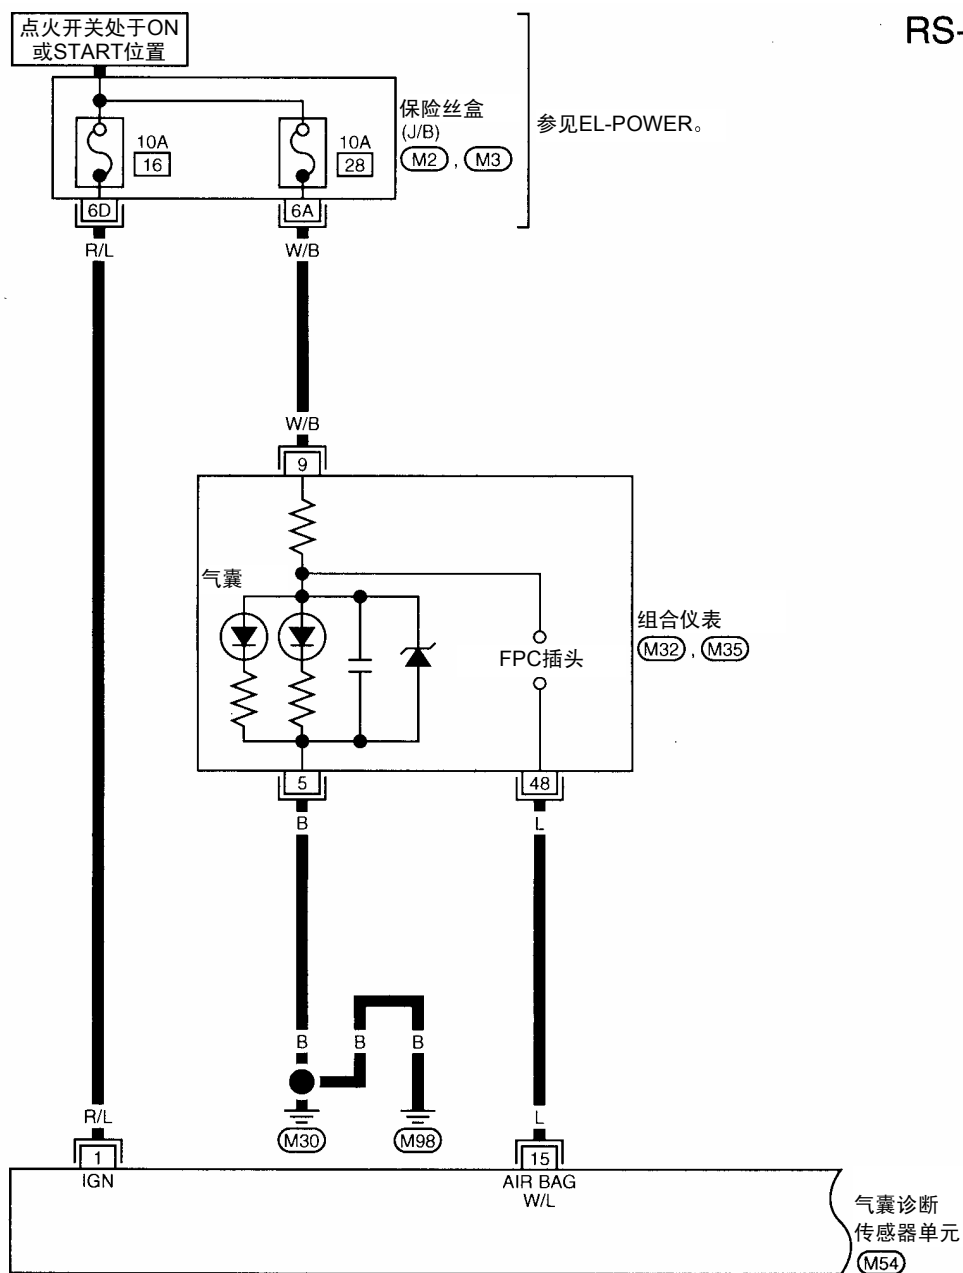 点火开关处于ON
或START位置
RS-
保险丝盒
(J/B)
M2 , M3
参见EL-POWER。
10A
16
10A
28
6D
6A
R/L
W/B
W/B
9
气囊
FPC插头
组合仪表
M32 , M35
5
48
B
L
B
B
B
R/L
L
M30
M98
1
IGN
15
AIR BAG
W/L
气囊诊断
传感器单元
M54